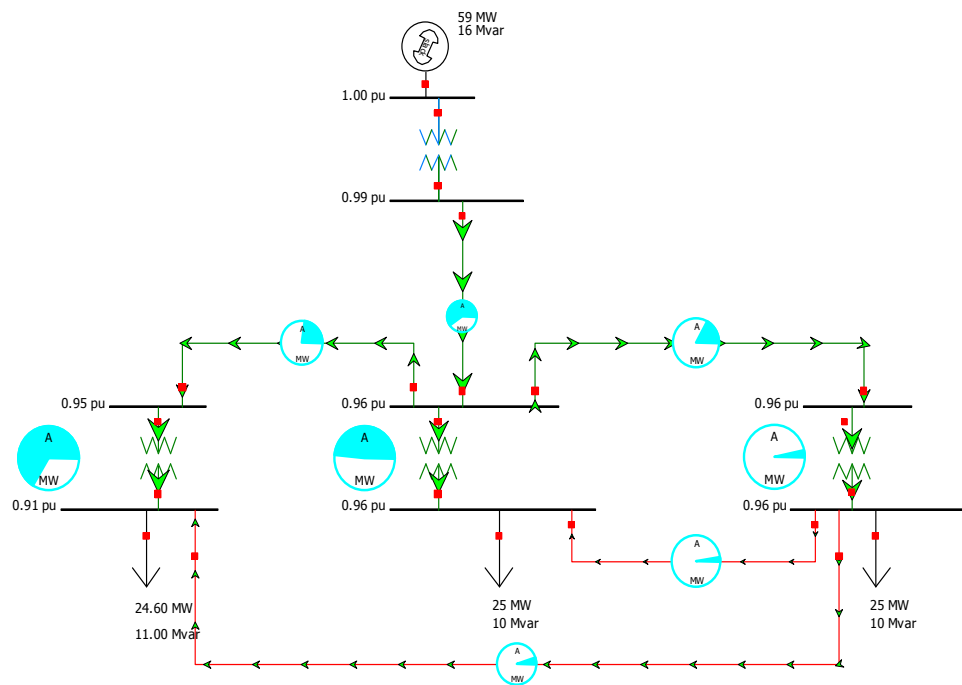 59 MW
16 Mvar
slack
1.00 pu
0.99 pu
A
MW
A
MW
A
MW
0.95 pu
0.96 pu
0.96 pu
A
MW
A
MW
A
MW
0.91 pu
0.96 pu
0.96 pu
A
MW
24.60 MW
11.00 Mvar
25 MW
10 Mvar
25 MW
10 Mvar
A
MW